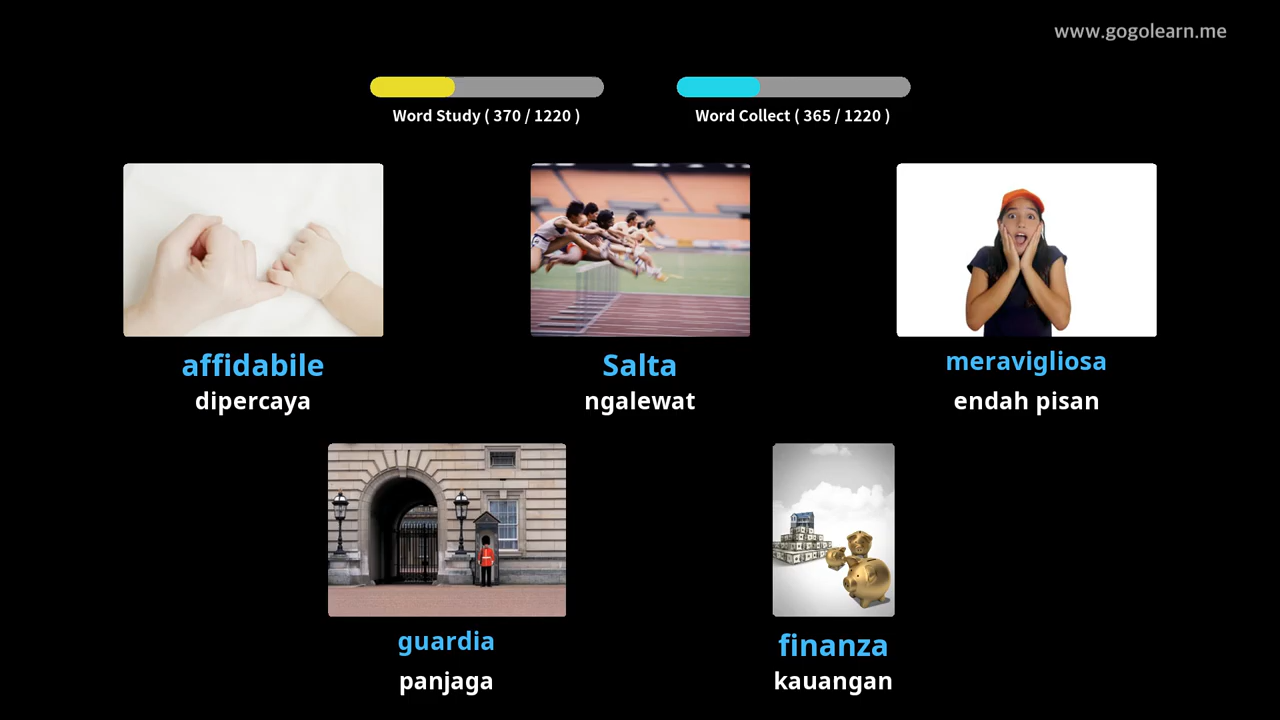 www.gogolearn.me
Word Study ( 370 / 1220 )
Word Collect ( 365 / 1220 )
affidabile
dipercaya
Salta
ngalewat
meravigliosa
endah pisan
guardia
panjaga
finanza
kauangan